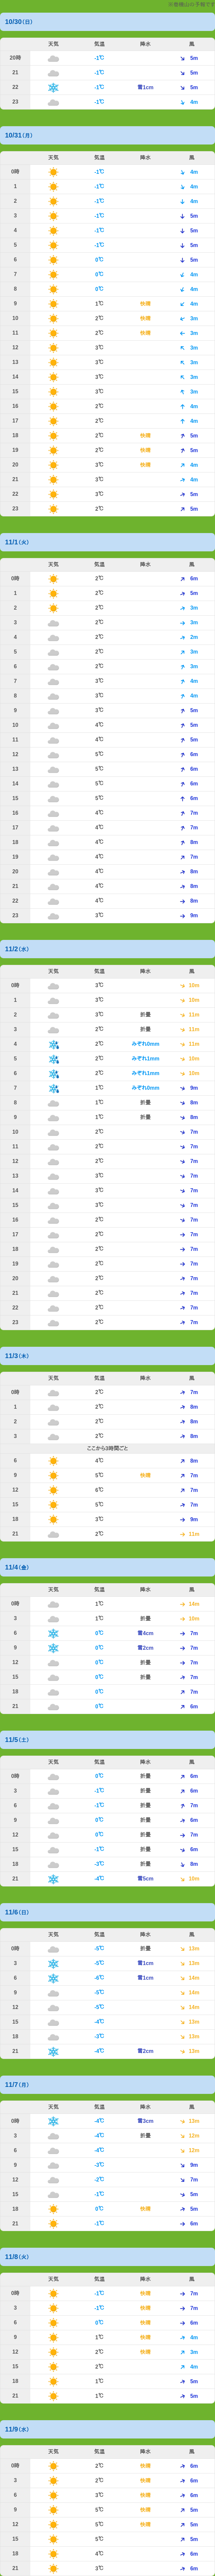 10/30(日)
天気 気温 降水 風
20時 -1℃ 5m
21 -1℃ 5m
22 -1℃ 雪1cm 5m
23 -1℃ 4m
10/31(月)
天気 気温 降水 風
0時 -1℃ 4m
1 -1℃ 4m
2 -1℃ 4m
3 -1℃ 5m
4 -1℃ 5m
5 -1℃ 5m
6 0℃ 5m
7 0℃ 4m
8 0℃ 4m
9 1℃ 快晴 4m
10 2℃ 快晴 3m
11 2℃ 快晴 3m
12 3℃ 3m
13 3℃ 3m
14 3℃ 3m
15 3℃ 3m
16 2℃ 4m
17 2℃ 4m
18 2℃ 快晴 5m
19 2℃ 快晴 5m
20 3℃ 快晴 4m
21 3℃ 4m
22 3℃ 5m
23 2℃ 5m
11/1(火)
天気 気温 降水 風
0時 2℃ 6m
1 2℃ 5m
2 2℃ 3m
3 2℃ 3m
4 2℃ 2m
5 2℃ 3m
6 2℃ 3m
7 3℃ 4m
8 3℃ 4m
9 3℃ 5m
10 4℃ 5m
11 4℃ 5m
12 5℃ 6m
13 5℃ 6m
14 5℃ 6m
15 5℃ 6m
16 4℃ 7m
17 4℃ 7m
18 4℃ 8m
19 4℃ 7m
20 4℃ 8m
21 4℃ 8m
22 4℃ 8m
23 3℃ 9m
11/2(水)
天気 気温 降水 風
0時 3℃ 10m
1 3℃ 10m
2 3℃ 折曇 11m
3 2℃ 折曇 11m
4 2℃ みぞれ0mm 11m
5 2℃ みぞれ1mm 10m
6 2℃ みぞれ1mm 10m
7 1℃ みぞれ0mm 9m
8 1℃ 折曇 8m
9 1℃ 折曇 8m
10 2℃ 7m
11 2℃ 7m
12 2℃ 7m
13 3℃ 7m
14 3℃ 7m
15 3℃ 7m
16 2℃ 7m
17 2℃ 7m
18 2℃ 7m
19 2℃ 7m
20 2℃ 7m
21 2℃ 7m
22 2℃ 7m
23 2℃ 7m
11/3(木)
天気 気温 降水 風
0時 2℃ 7m
1 2℃ 8m
2 2℃ 8m
3 2℃ 8m
ここから3時間ごと
6 4℃ 8m
9 5℃ 快晴 7m
12 6℃ 7m
15 5℃ 7m
18 3℃ 9m
21 2℃ 11m
11/4(金)
天気 気温 降水 風
0時 1℃ 14m
3 1℃ 折曇 10m
6 0℃ 雪4cm 7m
9 0℃ 雪2cm 7m
12 0℃ 折曇 7m
15 0℃ 折曇 7m
18 0℃ 7m
21 0℃ 6m
11/5(土)
天気 気温 降水 風
0時 0℃ 折曇 6m
3 -1℃ 折曇 6m
6 -1℃ 折曇 7m
9 0℃ 折曇 6m
12 0℃ 折曇 7m
15 -1℃ 折曇 6m
18 -3℃ 折曇 8m
21 -4℃ 雪5cm 10m
11/6(日)
天気 気温 降水 風
0時 -5℃ 折曇 13m
3 -5℃ 雪1cm 13m
6 -6℃ 雪1cm 14m
9 -5℃ 14m
12 -5℃ 14m
15 -4℃ 13m
18 -3℃ 13m
21 -4℃ 雪2cm 13m
11/7(月)
天気 気温 降水 風
0時 -4℃ 雪3cm 13m
3 -4℃ 折曇 12m
6 -4℃ 12m
9 -3℃ 9m
12 -2℃ 7m
15 -1℃ 5m
18 0℃ 快晴 5m
21 -1℃ 6m
11/8(火)
天気 気温 降水 風
0時 -1℃ 快晴 7m
3 -1℃ 快晴 7m
6 0℃ 快晴 6m
9 1℃ 快晴 4m
12 2℃ 快晴 3m
15 2℃ 4m
18 1℃ 5m
21 1℃ 5m
11/9(水)
天気 気温 降水 風
0時 2℃ 快晴 6m
3 2℃ 快晴 6m
6 3℃ 快晴 6m
9 5℃ 快晴 5m
12 5℃ 快晴 5m
15 5℃ 5m
18 4℃ 6m
21 3℃ 6m